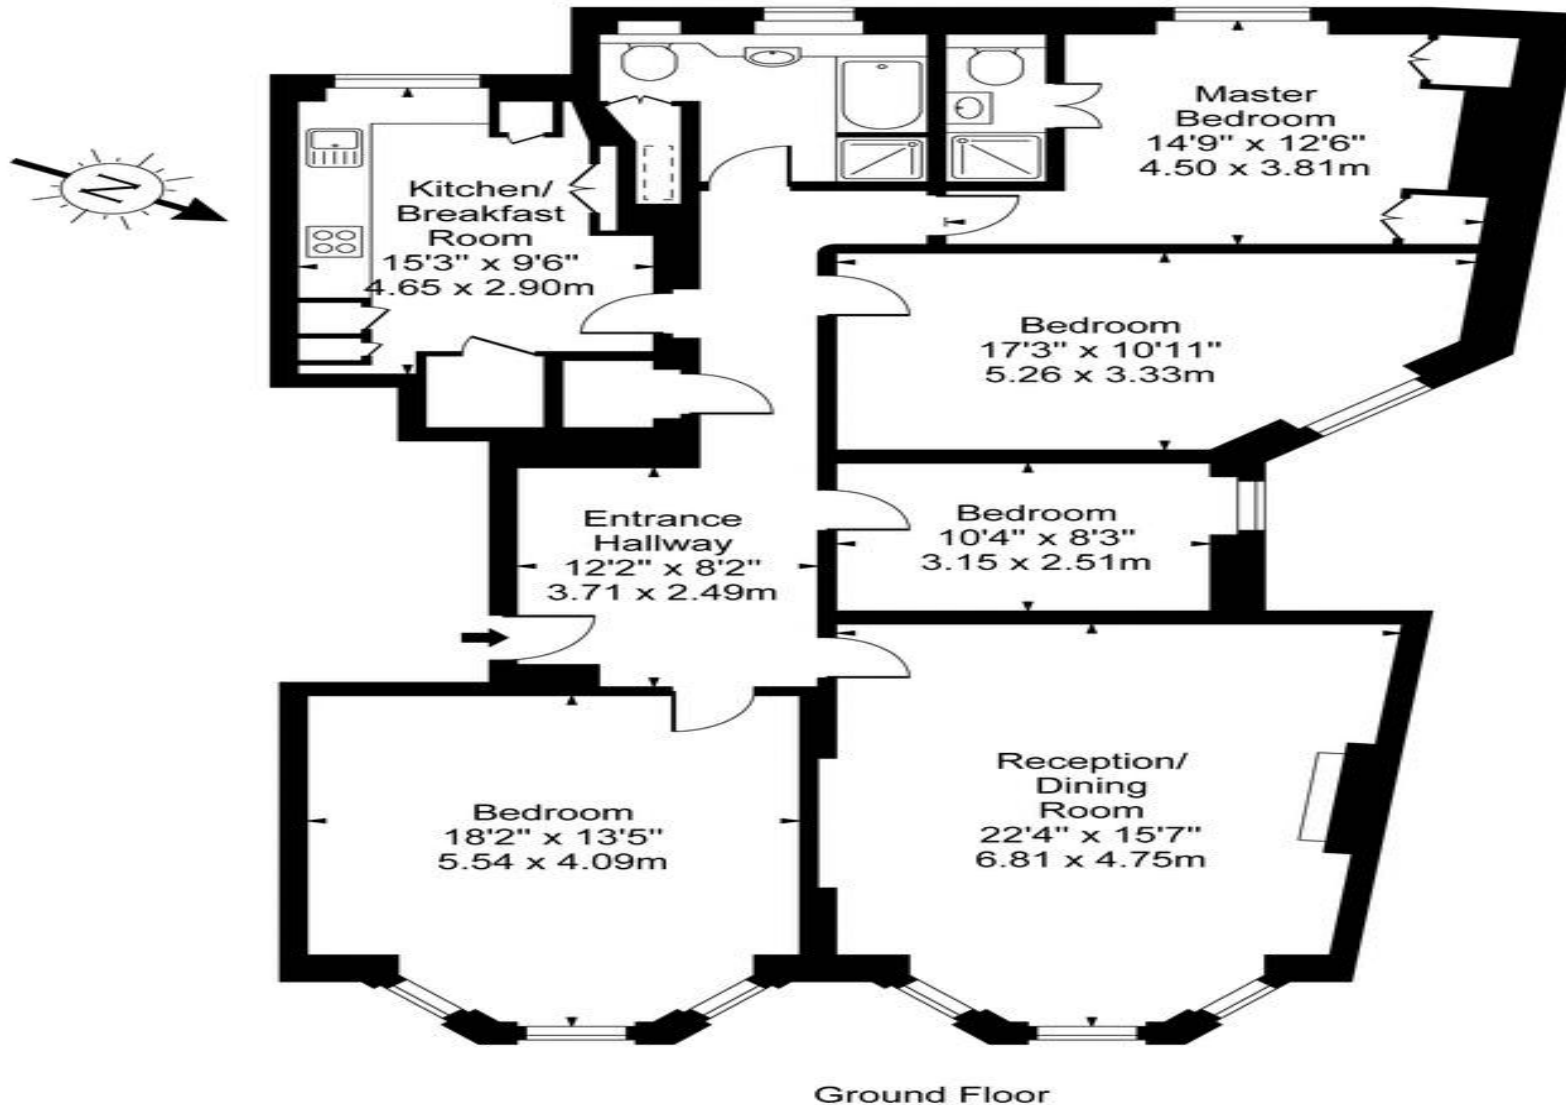 Master
Bedroom
14'9" x 12'6"
4.50 x 3.81m
N
Kitchen/
Breakfast
Room
15'3" x 9'6"
4.65 x 2.90m
Bedroom
17'3" x 10'11"
5.26 x 3.33m
Entrance
Hallway
12'2" x 8'2"
3.71 x 2.49m
Bedroom
10'4" x 8'3"
3.15 x 2.51m
Bedroom
18'2" x 13'5"
5.54 x 4.09m
Reception/
Dining
Room
22'4" x 15'7"
6.81 x 4.75m
Ground Floor